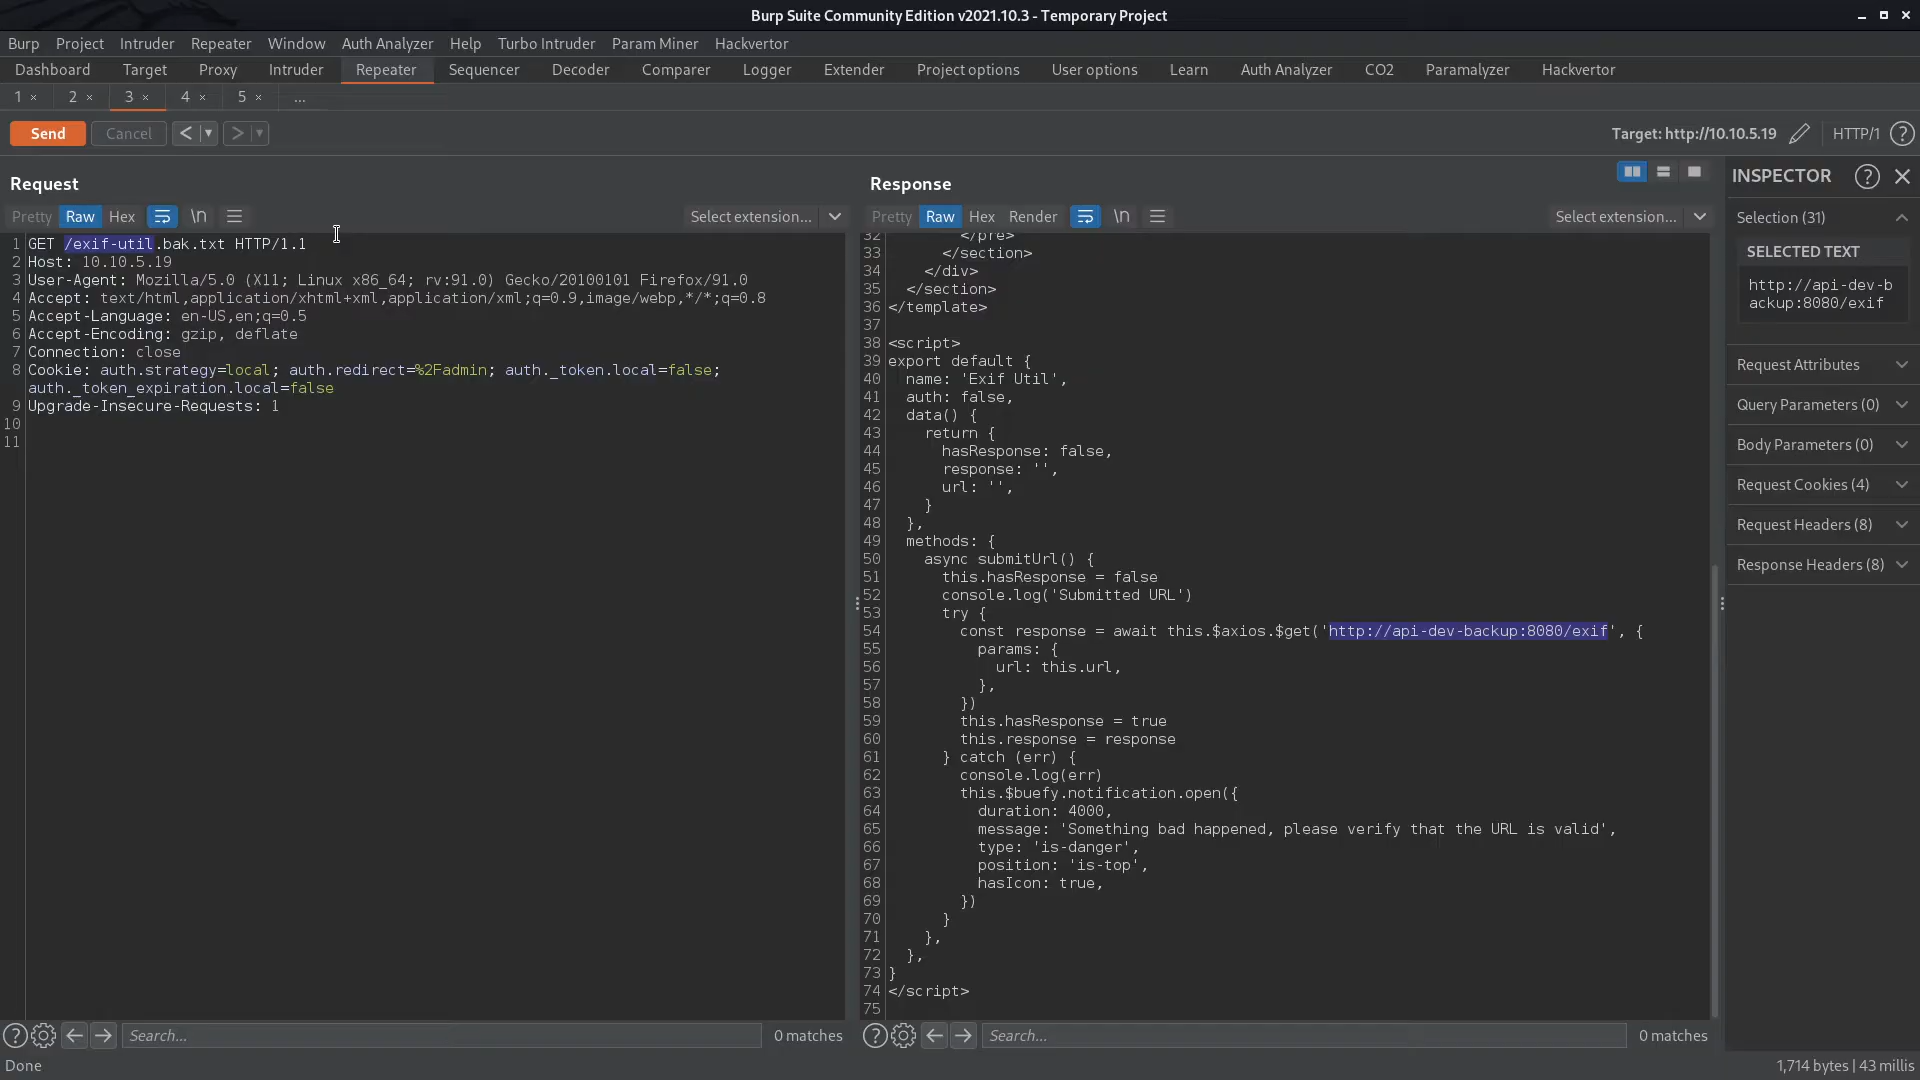 Burp Suite Community Edition v2021.10.3 - Temporary Project
Burp Project Intruder Repeater Window Auth Analyzer Help Turbo Intruder Param Miner Hackvertor
Dashboard Target Proxy Intruder Repeater Sequencer Decoder Comparer Logger Extender Project options User options Learn Auth Analyzer CO2 Paramalyzer Hackvertor
1 × 2 × 3 × 4 × 5 × ...
Send Cancel < > Target: http://10.10.5.19 HTTP/1 ?
Request
Pretty Raw Hex \n Select extension...
1 GET /exif-util.bak.txt HTTP/1.1
2 Host: 10.10.5.19
3 User-Agent: Mozilla/5.0 (X11; Linux x86_64; rv:91.0) Gecko/20100101 Firefox/91.0
4 Accept: text/html,application/xhtml+xml,application/xml;q=0.9,image/webp,*/*;q=0.8
5 Accept-Language: en-US,en;q=0.5
6 Accept-Encoding: gzip, deflate
7 Connection: close
8 Cookie: auth.strategy=local; auth.redirect=%2Fadmin; auth._token.local=false;
auth._token_expiration.local=false
9 Upgrade-Insecure-Requests: 1
10
11
? Search... 0 matches
Response
Pretty Raw Hex Render \n Select extension...
32 </pre>
33 </section>
34 </div>
35 </section>
36 </template>
37
38 <script>
39 export default {
40 name: 'Exif Util',
41 auth: false,
42 data() {
43 return {
44 hasResponse: false,
45 response: '',
46 url: '',
47 }
48 },
49 methods: {
50 async submitUrl() {
51 this.hasResponse = false
52 console.log('Submitted URL')
53 try {
54 const response = await this.$axios.$get('http://api-dev-backup:8080/exif', {
55 params: {
56 url: this.url,
57 },
58 })
59 this.hasResponse = true
60 this.response = response
61 } catch (err) {
62 console.log(err)
63 this.$buefy.notification.open({
64 duration: 4000,
65 message: 'Something bad happened, please verify that the URL is valid',
66 type: 'is-danger',
67 position: 'is-top',
68 hasIcon: true,
69 })
70 }
71 },
72 },
73 }
74 </script>
75
? Search... 0 matches
INSPECTOR ?
Selection (31)
SELECTED TEXT
http://api-dev-b
ackup:8080/exif
Request Attributes
Query Parameters (0)
Body Parameters (0)
Request Cookies (4)
Request Headers (8)
Response Headers (8)
Done 1,714 bytes | 43 millis